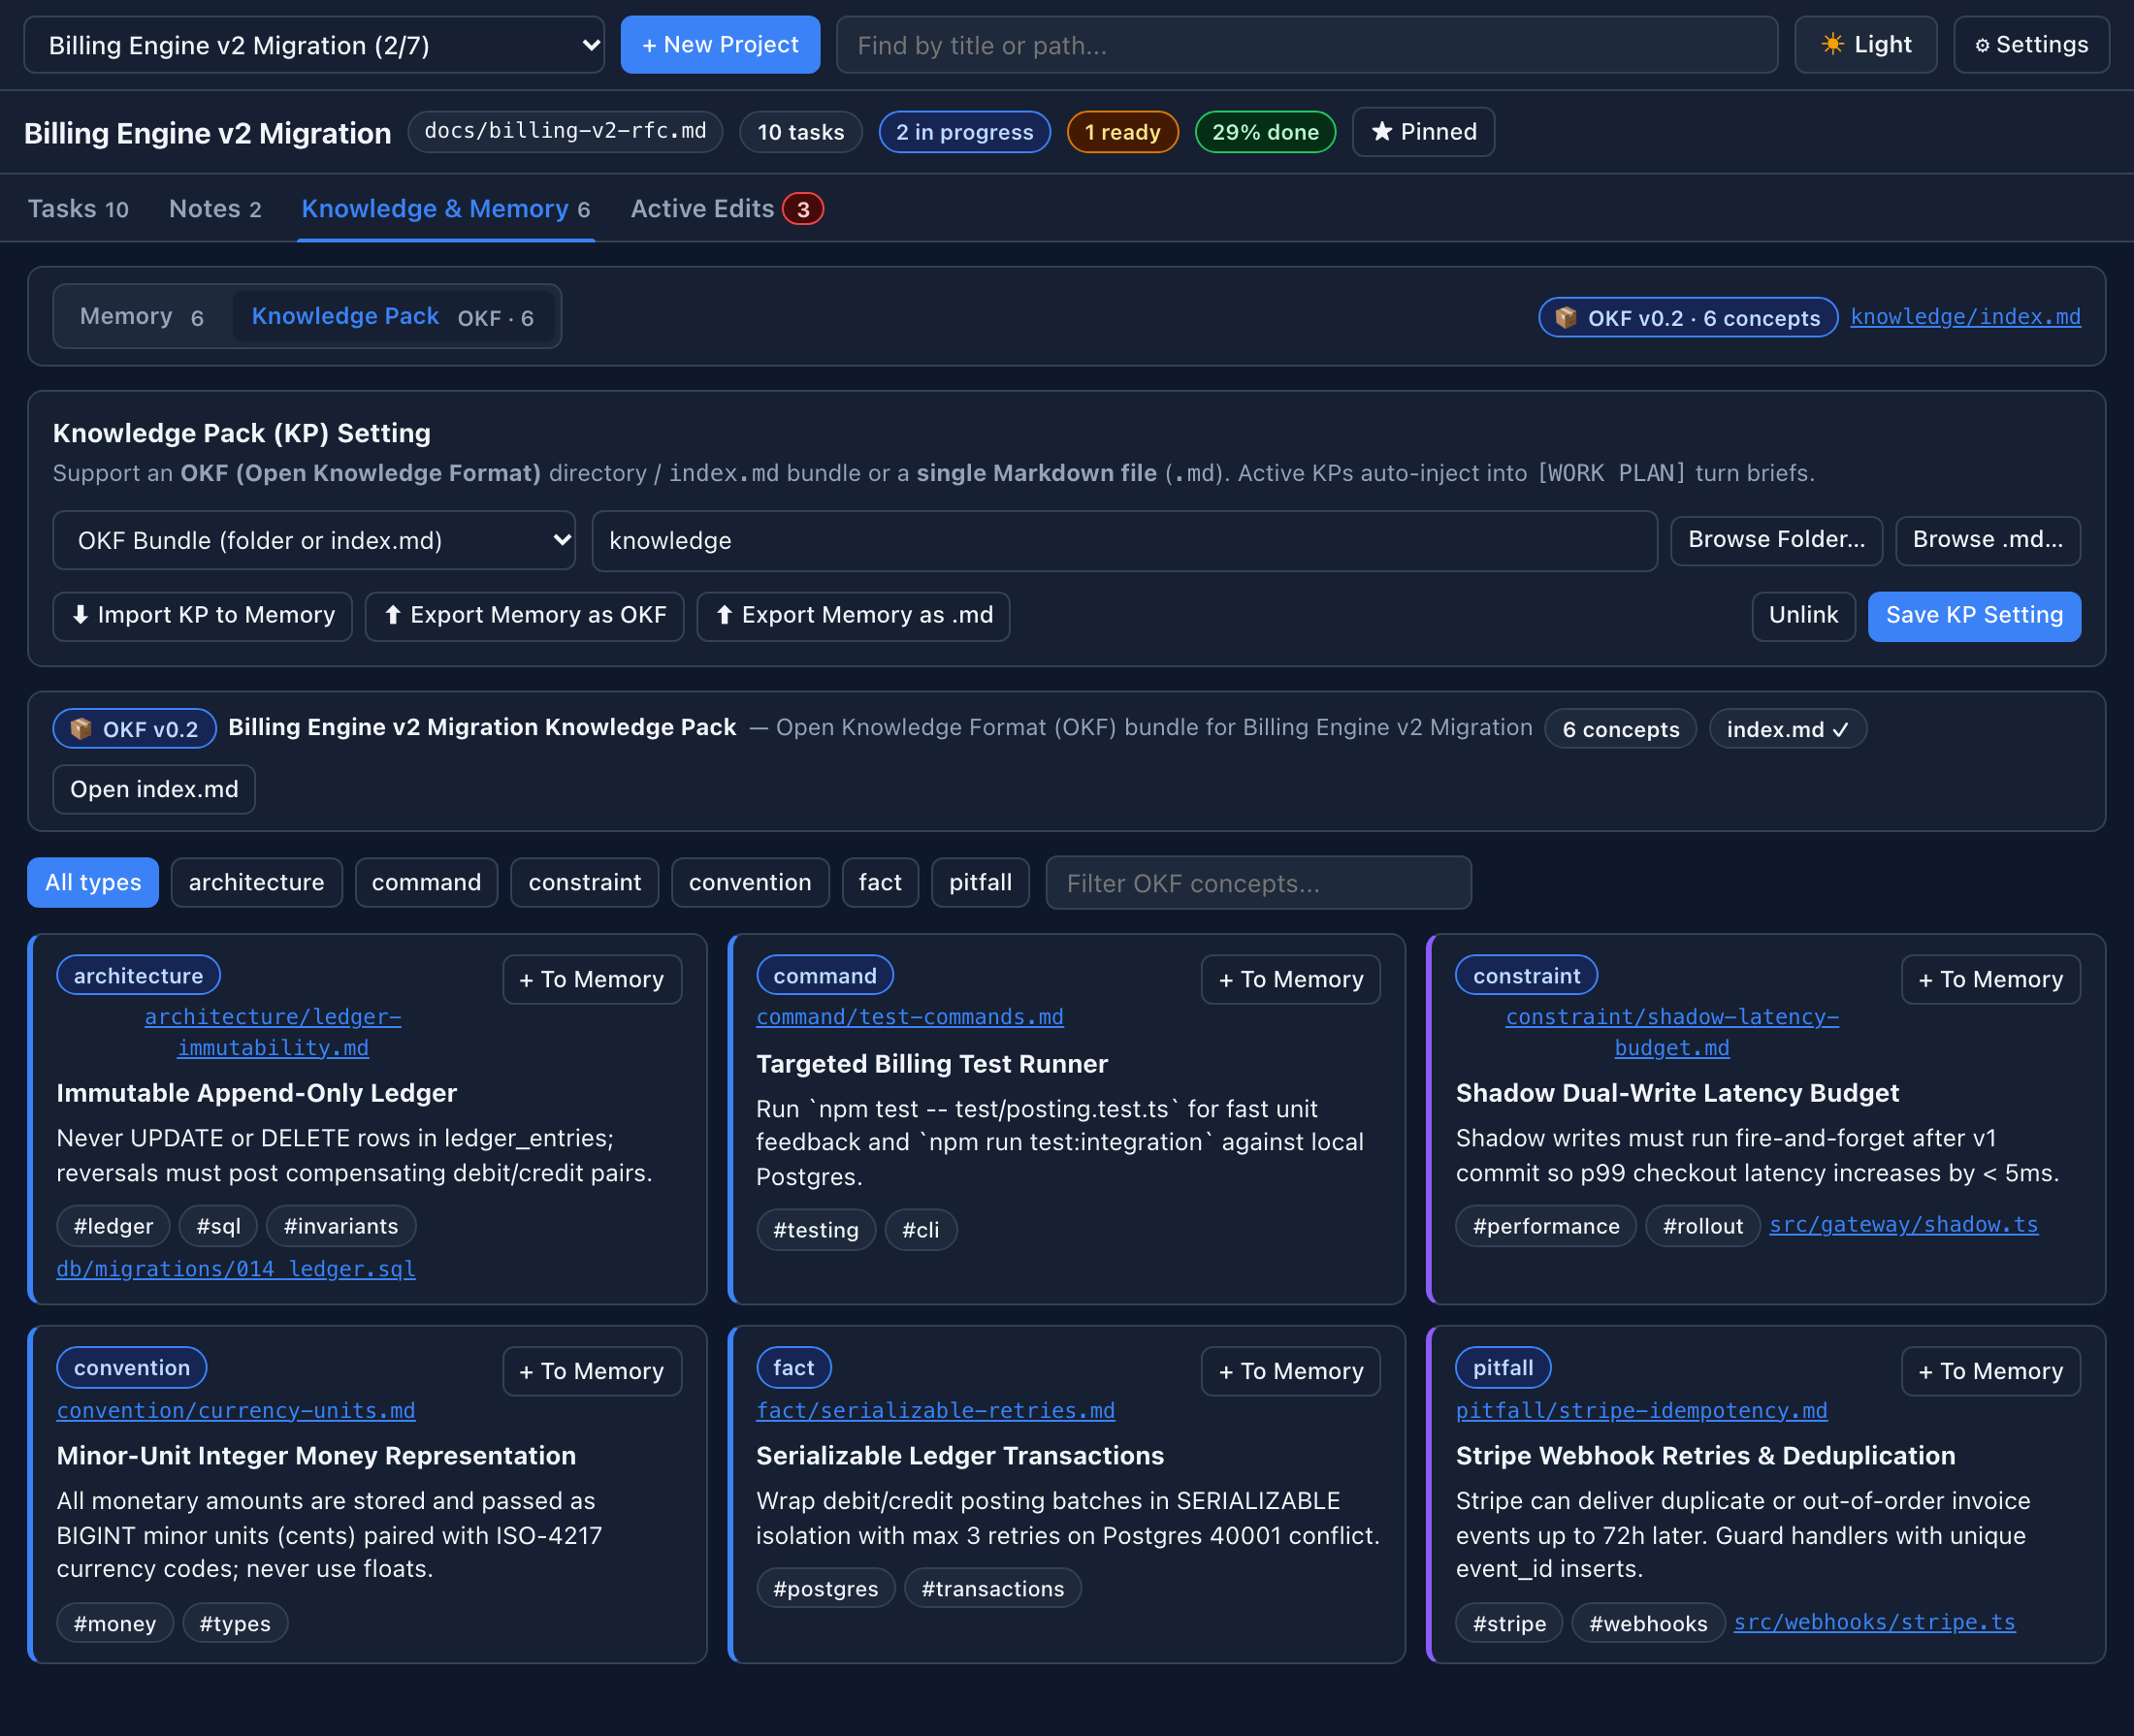 Billing Engine v2 Migration (2/7)
+ New Project
Find by title or path...
☀ Light
⚙ Settings
Billing Engine v2 Migration
docs/billing-v2-rfc.md
10 tasks
2 in progress
1 ready
29% done
★ Pinned
Tasks 10
Notes 2
Knowledge & Memory 6
Active Edits 3
Memory 6
Knowledge Pack OKF · 6
📦 OKF v0.2 · 6 concepts
knowledge/index.md
Knowledge Pack (KP) Setting
Support an OKF (Open Knowledge Format) directory / index.md bundle or a single Markdown file (.md). Active KPs auto-inject into [WORK PLAN] turn briefs.
OKF Bundle (folder or index.md)
knowledge
Browse Folder...
Browse .md...
⬇ Import KP to Memory
⬆ Export Memory as OKF
⬆ Export Memory as .md
Unlink
Save KP Setting
📦 OKF v0.2
Billing Engine v2 Migration Knowledge Pack — Open Knowledge Format (OKF) bundle for Billing Engine v2 Migration
6 concepts
index.md ✓
Open index.md
All types
architecture
command
constraint
convention
fact
pitfall
Filter OKF concepts...
architecture
+ To Memory
architecture/ledger-
immutability.md
Immutable Append-Only Ledger
Never UPDATE or DELETE rows in ledger_entries;
reversals must post compensating debit/credit pairs.
#ledger
#sql
#invariants
db/migrations/014_ledger.sql
command
+ To Memory
command/test-commands.md
Targeted Billing Test Runner
Run `npm test -- test/posting.test.ts` for fast unit
feedback and `npm run test:integration` against local
Postgres.
#testing
#cli
constraint
+ To Memory
constraint/shadow-latency-
budget.md
Shadow Dual-Write Latency Budget
Shadow writes must run fire-and-forget after v1
commit so p99 checkout latency increases by < 5ms.
#performance
#rollout
src/gateway/shadow.ts
convention
+ To Memory
convention/currency-units.md
Minor-Unit Integer Money Representation
All monetary amounts are stored and passed as
BIGINT minor units (cents) paired with ISO-4217
currency codes; never use floats.
#money
#types
fact
+ To Memory
fact/serializable-retries.md
Serializable Ledger Transactions
Wrap debit/credit posting batches in SERIALIZABLE
isolation with max 3 retries on Postgres 40001 conflict.
#postgres
#transactions
pitfall
+ To Memory
pitfall/stripe-idempotency.md
Stripe Webhook Retries & Deduplication
Stripe can deliver duplicate or out-of-order invoice
events up to 72h later. Guard handlers with unique
event_id inserts.
#stripe
#webhooks
src/webhooks/stripe.ts